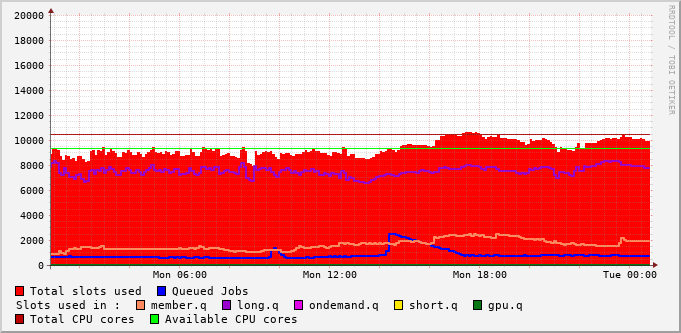 20000
18000
16000
14000
12000
10000
8000
6000
4000
2000
0
Mon 06:00 Mon 12:00 Mon 18:00 Tue 00:00
Total slots used Queued Jobs
Slots used in : member.q long.q ondemand.q short.q gpu.q
Total CPU cores Available CPU cores
RRDTOOL / TOBI OETIKER